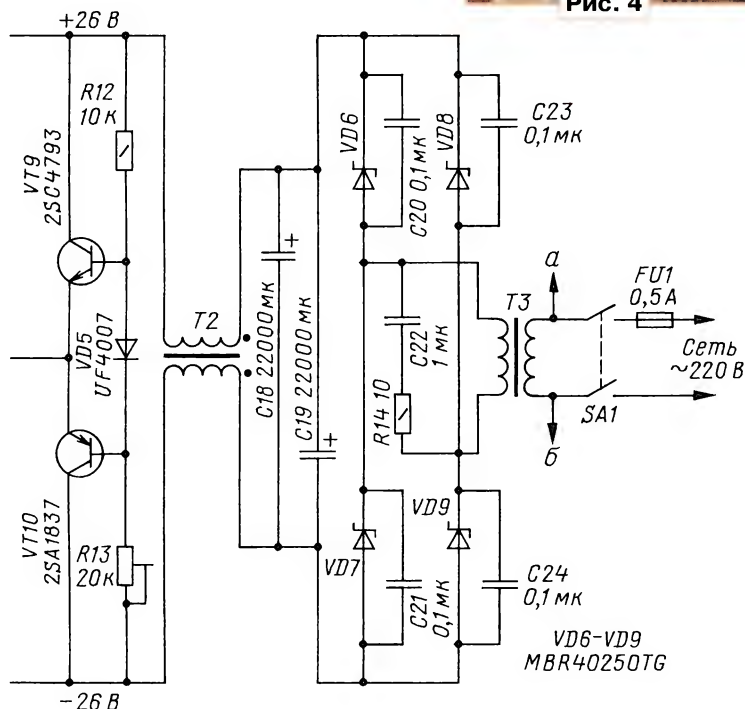 Рис. 4
+26 В
R12
10 к
VT9
2SC4793
VD5
UF4007
VT10
2SA1837
R13
20к
−26 В
T2
C18 22000 мк
+
C19 22000 мк
+
VD6
C20 0,1 мк
VD8
C23
0,1 мк
C22
1 мк
R14 10
T3
а
FU1
0,5 А
Сеть
~220 В
SA1
б
VD7
C21
0,1 мк
VD9
C24
0,1 мк
VD6-VD9
MBR40250TG